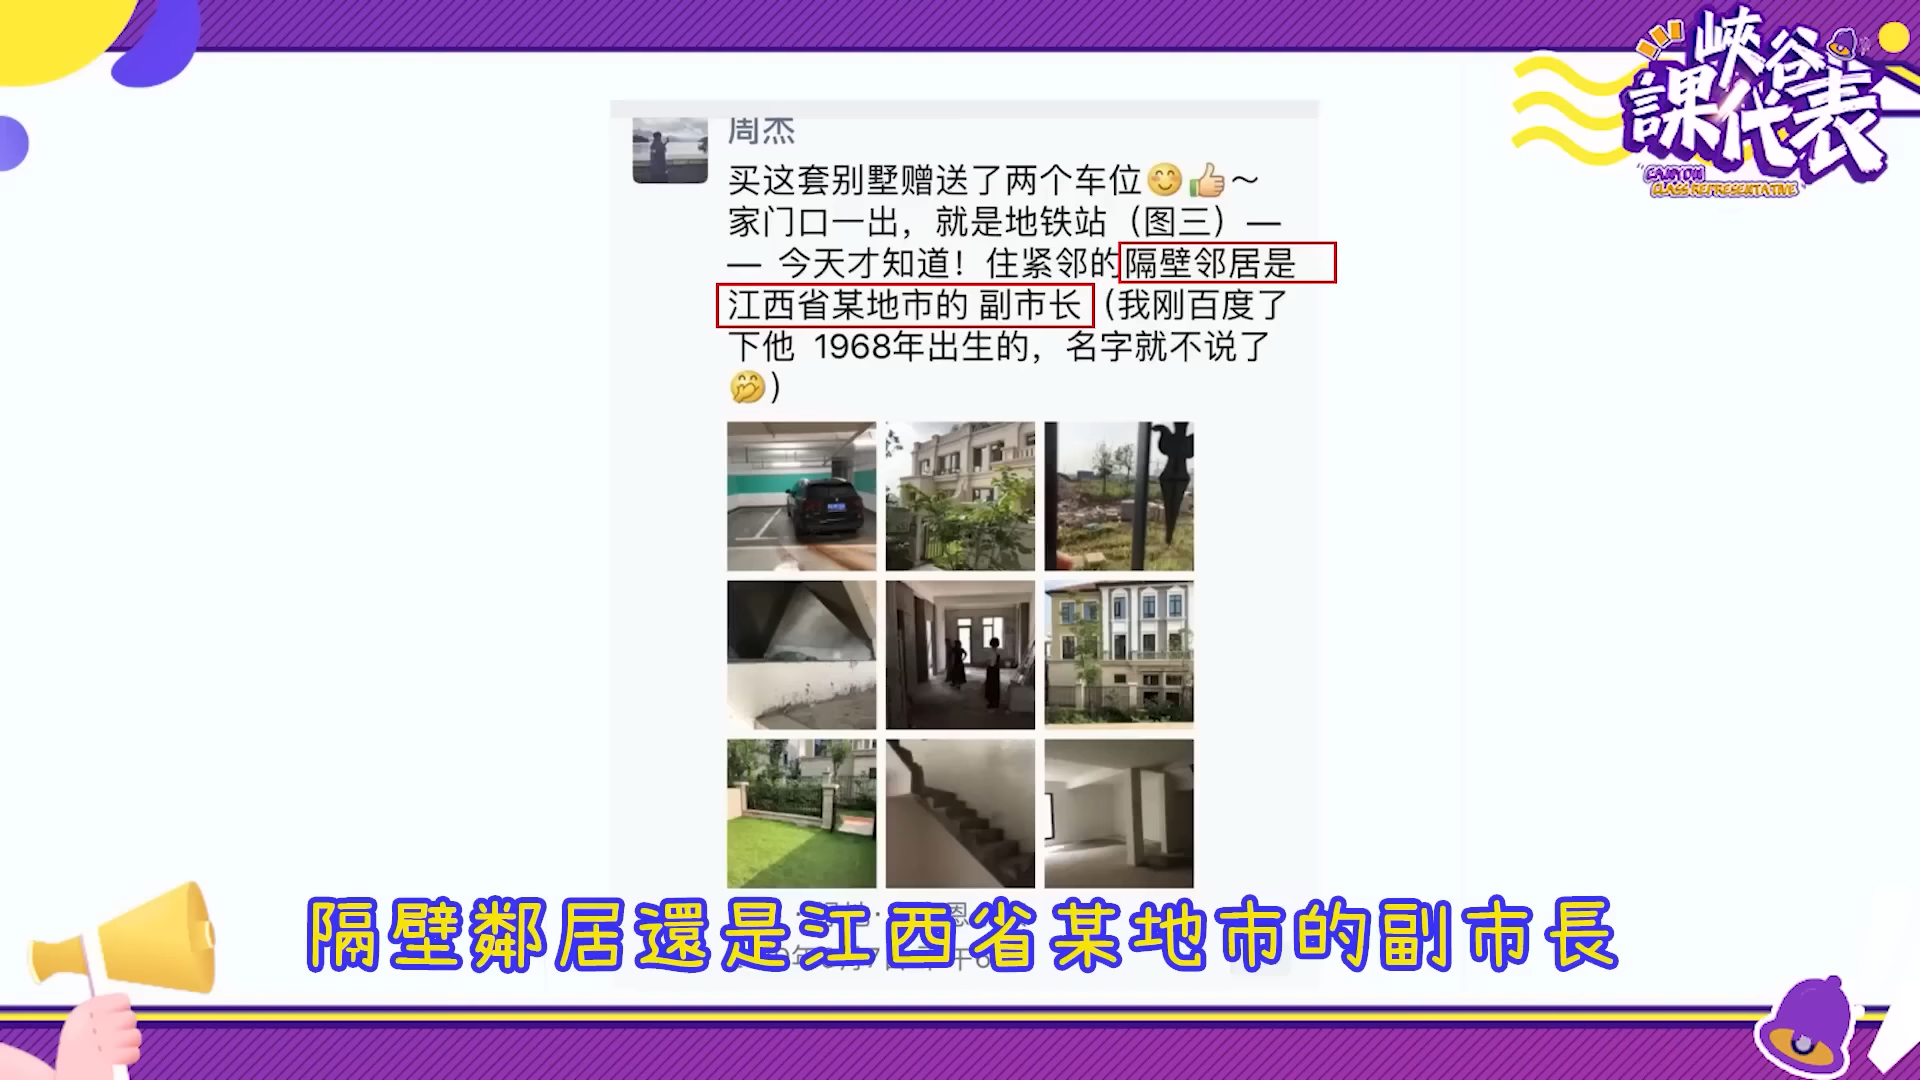 峽谷
課代表
CANYON
CLASS REPRESENTATIVE
周杰
买这套别墅赠送了两个车位😊👍～
家门口一出，就是地铁站（图三）—
— 今天才知道！住紧邻的隔壁邻居是
江西省某地市的 副市长（我刚百度了
下他 1968年出生的，名字就不说了
🤭）
隔壁鄰居還是江西省某地市的副市長